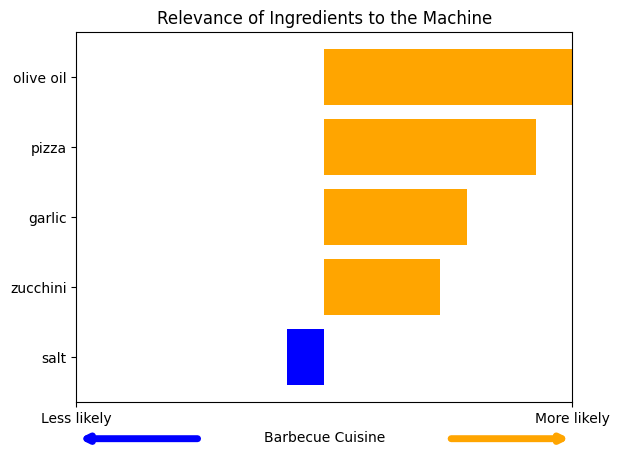 Relevance of Ingredients to the Machine
olive oil
pizza
garlic
zucchini
salt
Less likely
More likely
Barbecue Cuisine